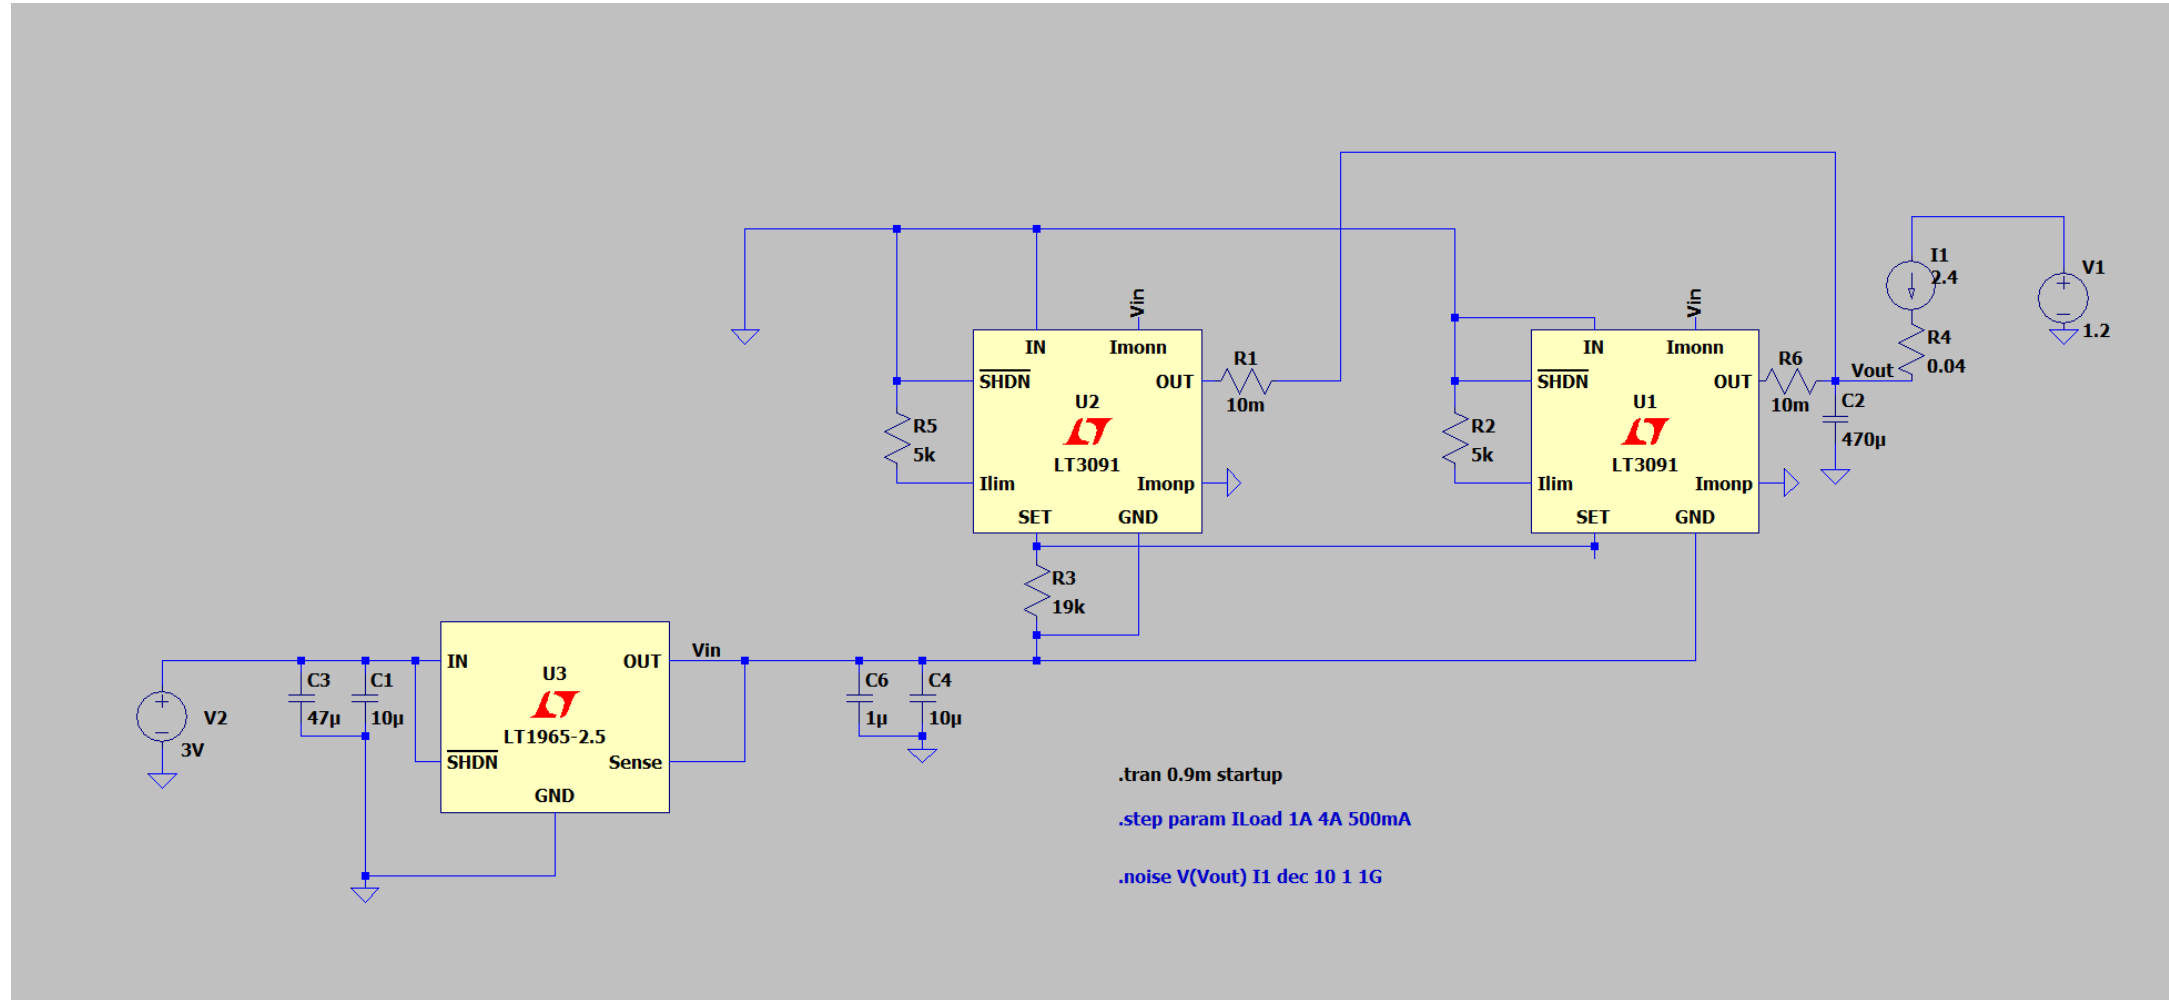 I1
2.4
V1
1.2
R4
0.04
Vin
Vin
IN
Imonn
SHDN
OUT
U2
LT3091
Ilim
Imonp
SET
GND
R1
10m
R5
5k
IN
Imonn
SHDN
OUT
U1
LT3091
Ilim
Imonp
SET
GND
R6
10m
Vout
C2
470µ
R2
5k
R3
19k
V2
3V
C3
47µ
C1
10µ
IN
OUT
U3
LT1965-2.5
SHDN
Sense
GND
Vin
C6
1µ
C4
10µ
.tran 0.9m startup
.step param ILoad 1A 4A 500mA
.noise V(Vout) I1 dec 10 1 1G